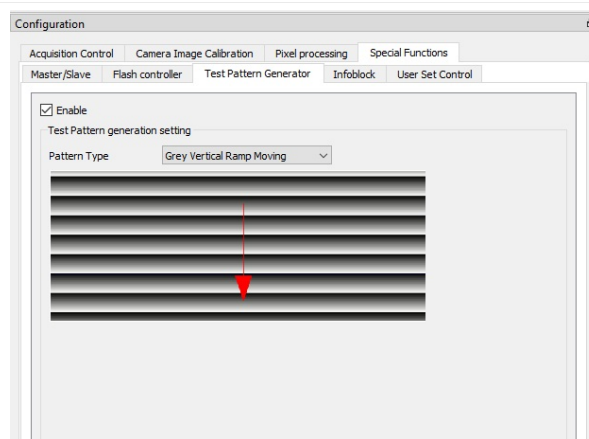 Configuration
Acquisition Control Camera Image Calibration Pixel processing Special Functions
Master/Slave Flash controller Test Pattern Generator Infoblock User Set Control
Enable
Test Pattern generation setting
Pattern Type Grey Vertical Ramp Moving